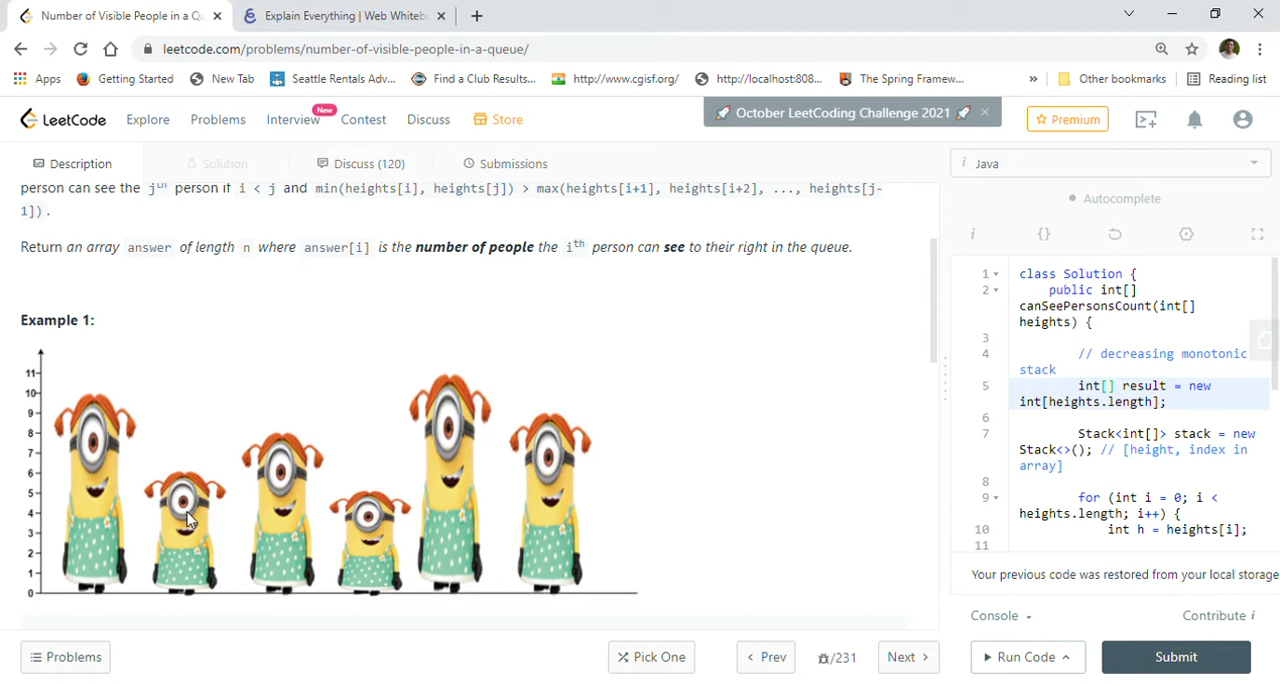 Number of Visible People in a Qu
Explain Everything | Web Whiteb
leetcode.com/problems/number-of-visible-people-in-a-queue/
Apps
Getting Started
New Tab
Seattle Rentals Adv...
Find a Club Results...
http://www.cgisf.org/
http://localhost:808...
The Spring Framew...
»
Other bookmarks
Reading list
LeetCode
Explore
Problems
Interview
New
Contest
Discuss
Store
October LeetCoding Challenge 2021
Premium
Description
Solution
Discuss (120)
Submissions
i Java
Autocomplete
person can see the jth person if i < j and min(heights[i], heights[j]) > max(heights[i+1], heights[i+2], ..., heights[j-
1]).
Return an array answer of length n where answer[i] is the number of people the ith person can see to their right in the queue.
Example 1:
11
10
9
8
7
6
5
4
3
2
1
0
i {}
1 class Solution {
2 public int[]
canSeePersonsCount(int[]
heights) {
3
4 // decreasing monotonic
stack
5 int[] result = new
int[heights.length];
6
7 Stack<int[]> stack = new
Stack<>(); // [height, index in
array]
8
9 for (int i = 0; i <
heights.length; i++) {
10 int h = heights[i];
11
Your previous code was restored from your local storage
Console
Contribute i
Problems
Pick One
< Prev
/231
Next >
Run Code
Submit